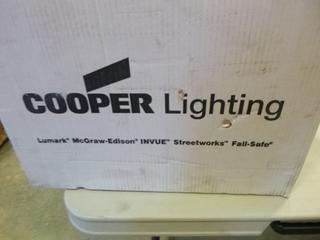 COOPER Lighting
Lumark® McGraw-Edison® INVUE™ Streetworks™ Fail-Safe®